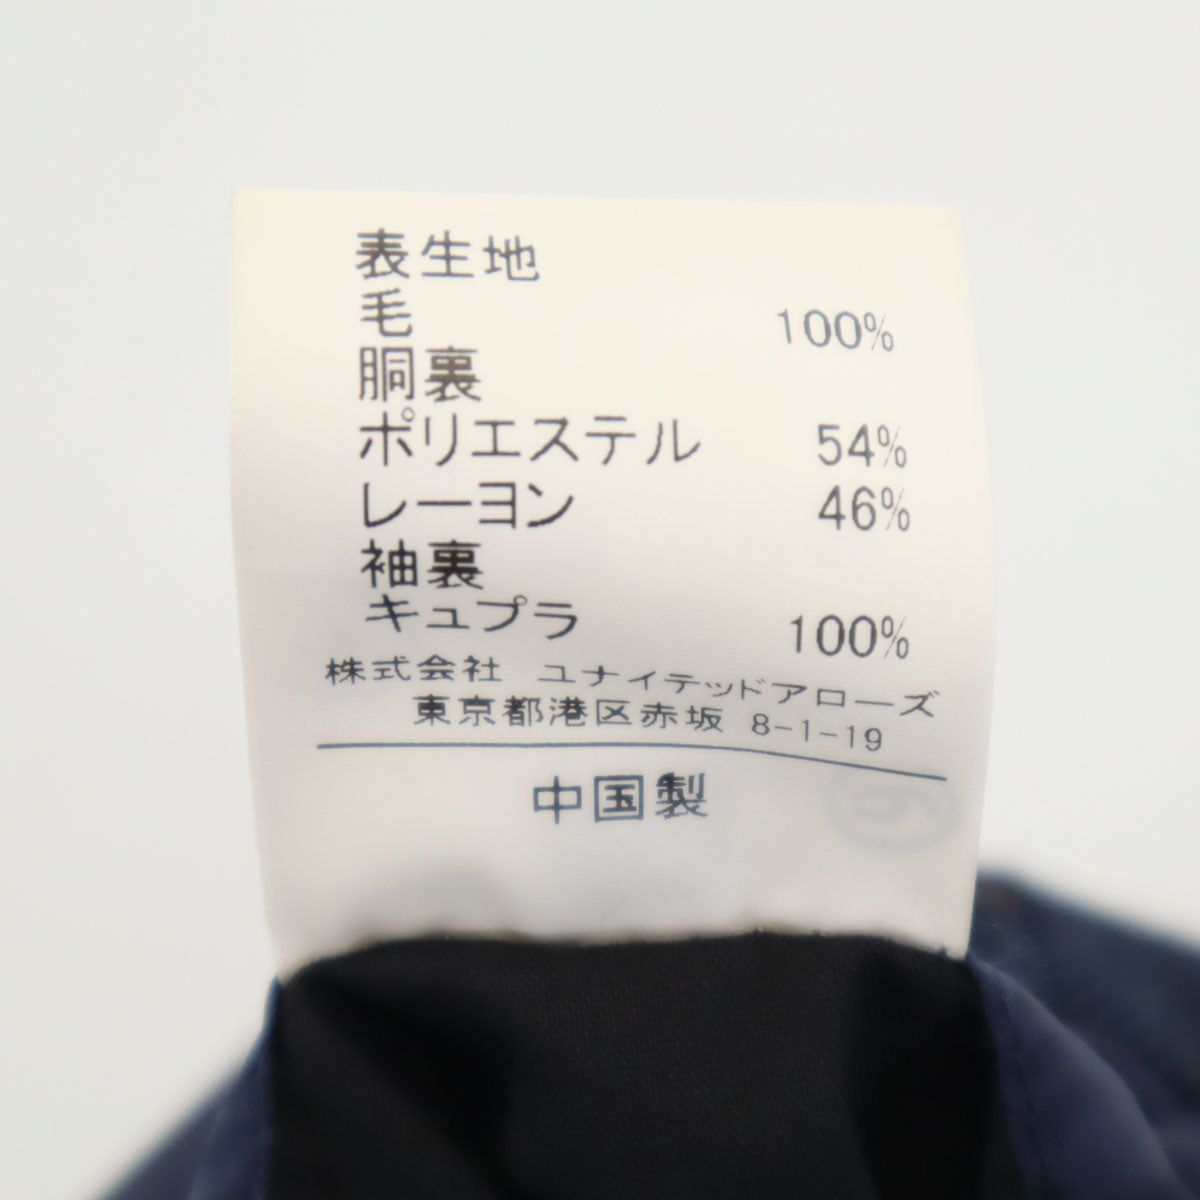 表生地
毛 100%
胴裏
ポリエステル 54%
レーヨン 46%
袖裏
キュプラ 100%
株式会社 ユナイテッドアローズ
東京都港区赤坂 8-1-19
中国製